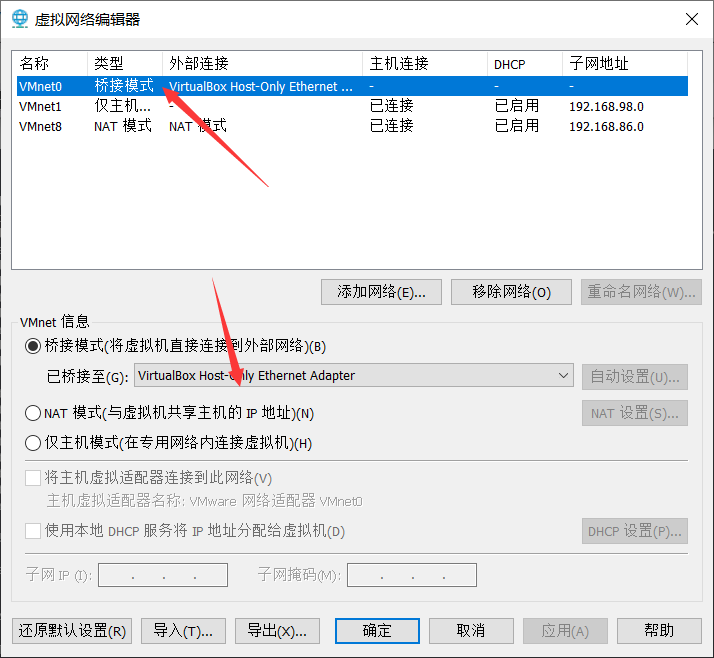 虚拟网络编辑器
名称 类型 外部连接 主机连接 DHCP 子网地址
VMnet0 桥接模式 VirtualBox Host-Only Ethernet ... - - -
VMnet1 仅主机... - 已连接 已启用 192.168.98.0
VMnet8 NAT 模式 NAT 模式 已连接 已启用 192.168.86.0
添加网络(E)... 移除网络(O) 重命名网络(W)...
VMnet 信息
桥接模式(将虚拟机直接连接到外部网络)(B)
已桥接至(G): VirtualBox Host-Only Ethernet Adapter 自动设置(U)...
NAT 模式(与虚拟机共享主机的 IP 地址)(N) NAT 设置(S)...
仅主机模式(在专用网络内连接虚拟机)(H)
将主机虚拟适配器连接到此网络(V)
主机虚拟适配器名称: VMware 网络适配器 VMnet0
使用本地 DHCP 服务将 IP 地址分配给虚拟机(D) DHCP 设置(P)...
子网 IP (I): . . . 子网掩码(M): . . .
还原默认设置(R) 导入(T)... 导出(X)... 确定 取消 应用(A) 帮助